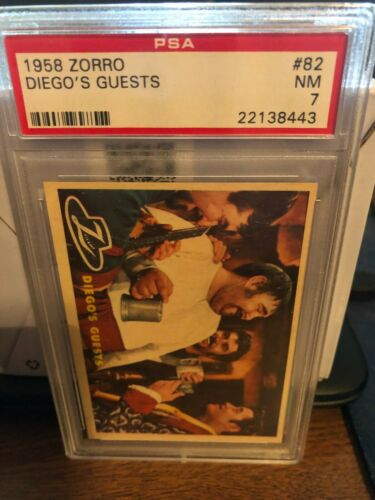 PSA
1958 ZORRO #82
DIEGO'S GUESTS NM
7
22138443
Z
DIEGO'S GUESTS